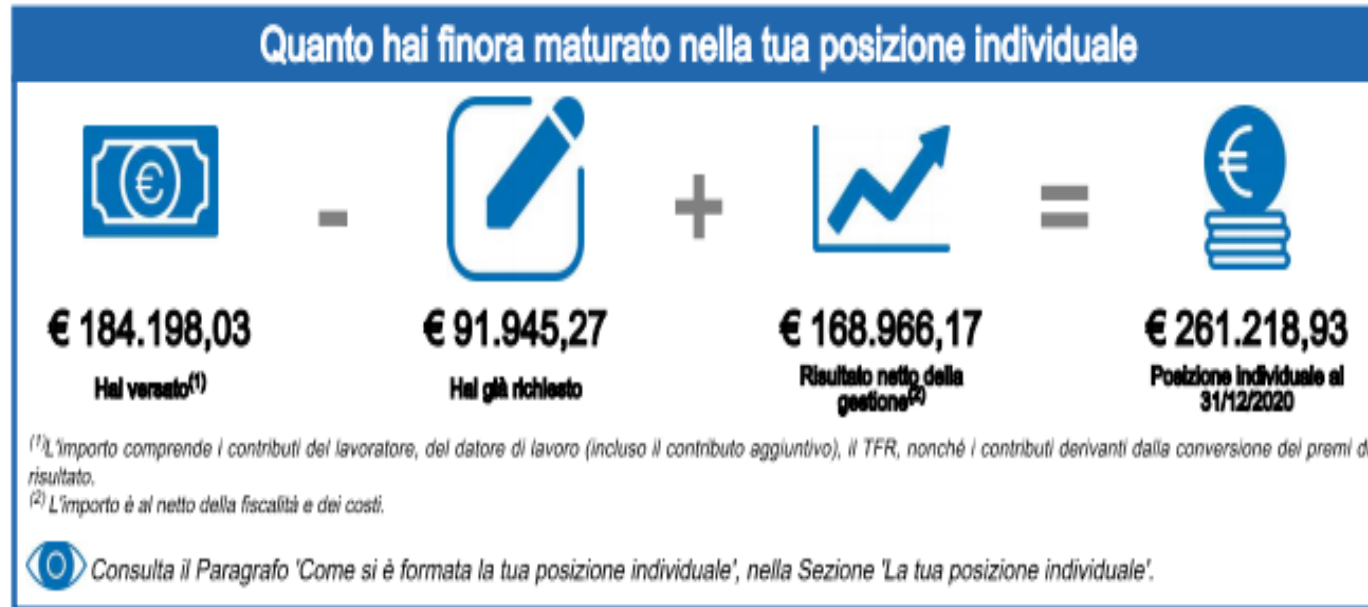 Quanto hai finora maturato nella tua posizione individuale
-
+
=
€ 184.198,03
€ 91.945,27
€ 168.966,17
€ 261.218,93
Hai versato(1)
Hai già richiesto
Risultato netto della
gestione(2)
Posizione individuale al
31/12/2020
(1)L'importo comprende i contributi del lavoratore, del datore di lavoro (incluso il contributo aggiuntivo), il TFR, nonché i contributi derivanti dalla conversione dei premi di
risultato.
(2) L'importo è al netto della fiscalità e dei costi.
Consulta il Paragrafo 'Come si è formata la tua posizione individuale', nella Sezione 'La tua posizione individuale'.